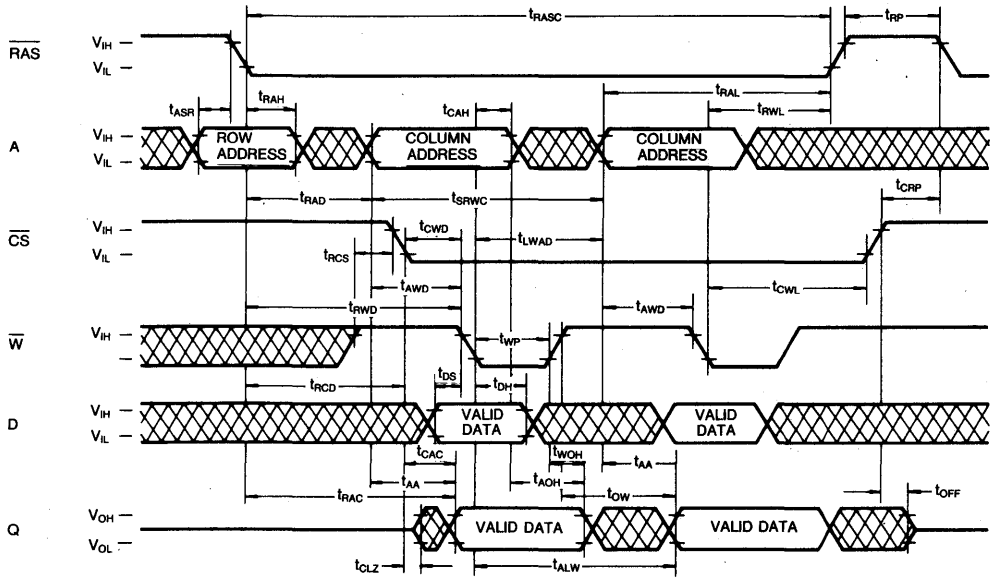 tRASC
tRP
RAS
VIH
VIL
tASR
tRAH
tCAH
tRAL
tRWL
A
VIH
VIL
ROW
ADDRESS
COLUMN
ADDRESS
COLUMN
ADDRESS
tRAD
tSRWC
tCRP
CS
VIH
VIL
tCWD
tLWAD
tRCS
tAWD
tCWL
tRWD
tAWD
W
VIH
tWP
tRCD
tDS
tDH
D
VIH
VIL
VALID
DATA
VALID
DATA
tCAC
tWOH
tAA
tAA
tAOH
tRAC
tOW
tOFF
Q
VOH
VOL
VALID DATA
VALID DATA
tCLZ
tALW